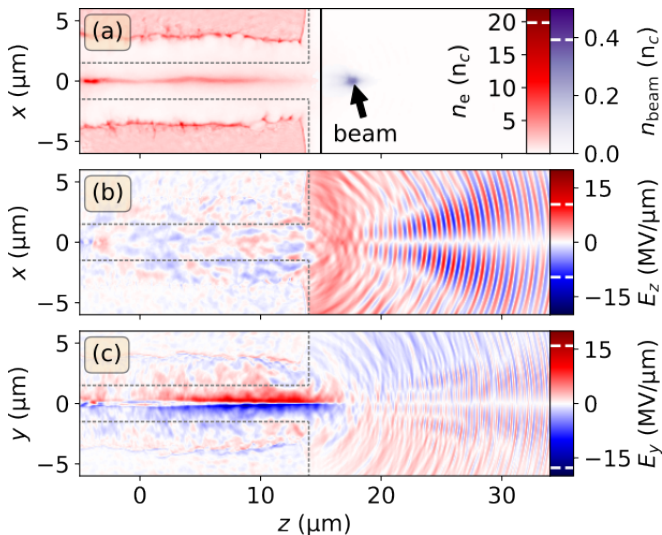 (a)
x (μm)
5
0
−5
beam
n_e (n_c)
20
15
10
5
n_beam (n_c)
0.4
0.2
0.0
(b)
x (μm)
5
0
−5
E_z (MV/μm)
15
0
−15
(c)
y (μm)
5
0
−5
E_y (MV/μm)
15
0
−15
0
10
20
30
z (μm)